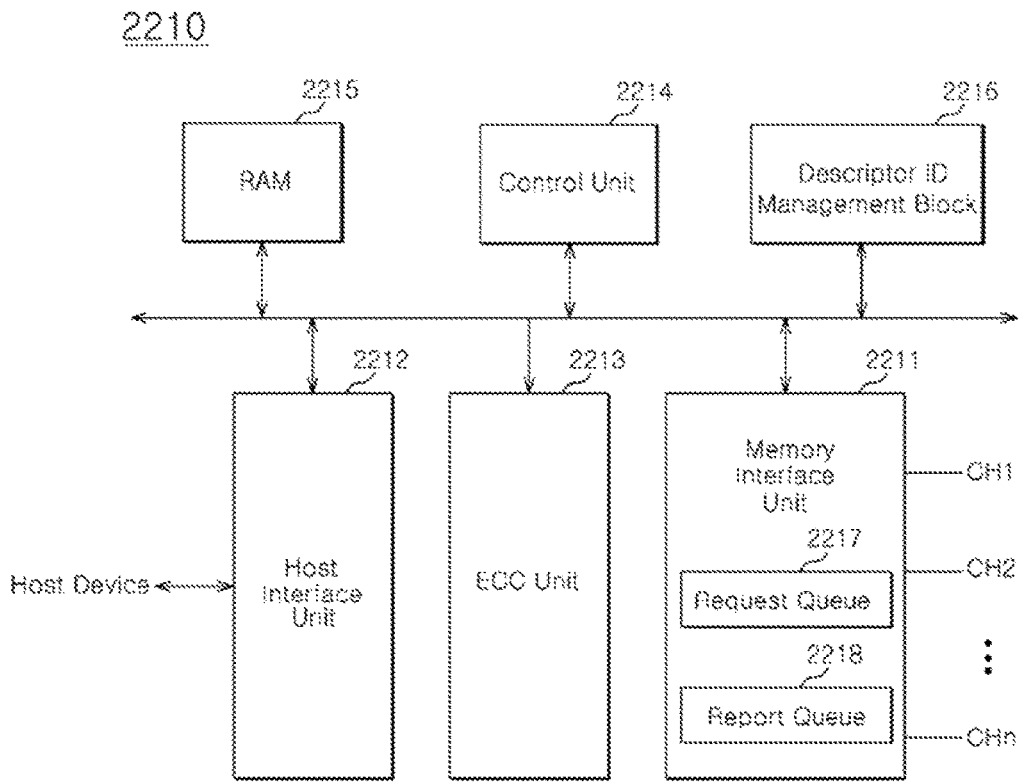 2210
2215
2214
2216
RAM
Control Unit
Descriptor ID
Management Block
2212
2213
2211
Memory
Interface
Unit
CH1
2217
Host Device
Host
Interface
Unit
ECC Unit
Request Queue
CH2
2218
Report Queue
CHn